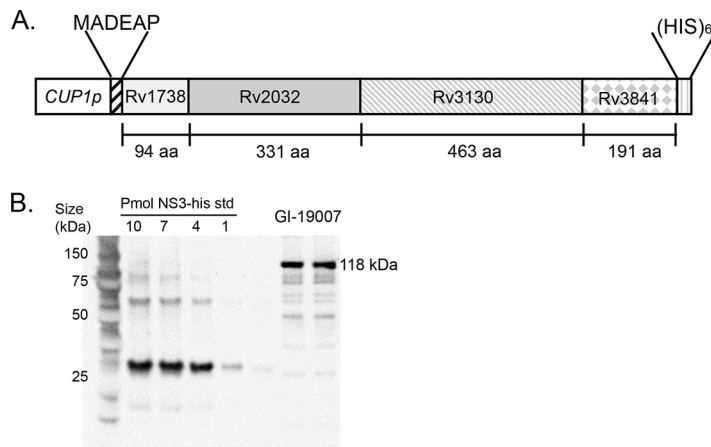 A.
MADEAP
(HIS)₆
CUP1p Rv1738 Rv2032 Rv3130 Rv3841
94 aa 331 aa 463 aa 191 aa
B.
Size (kDa)
Pmol NS3-his std
10 7 4 1
GI-19007
150
75
50
25
118 kDa